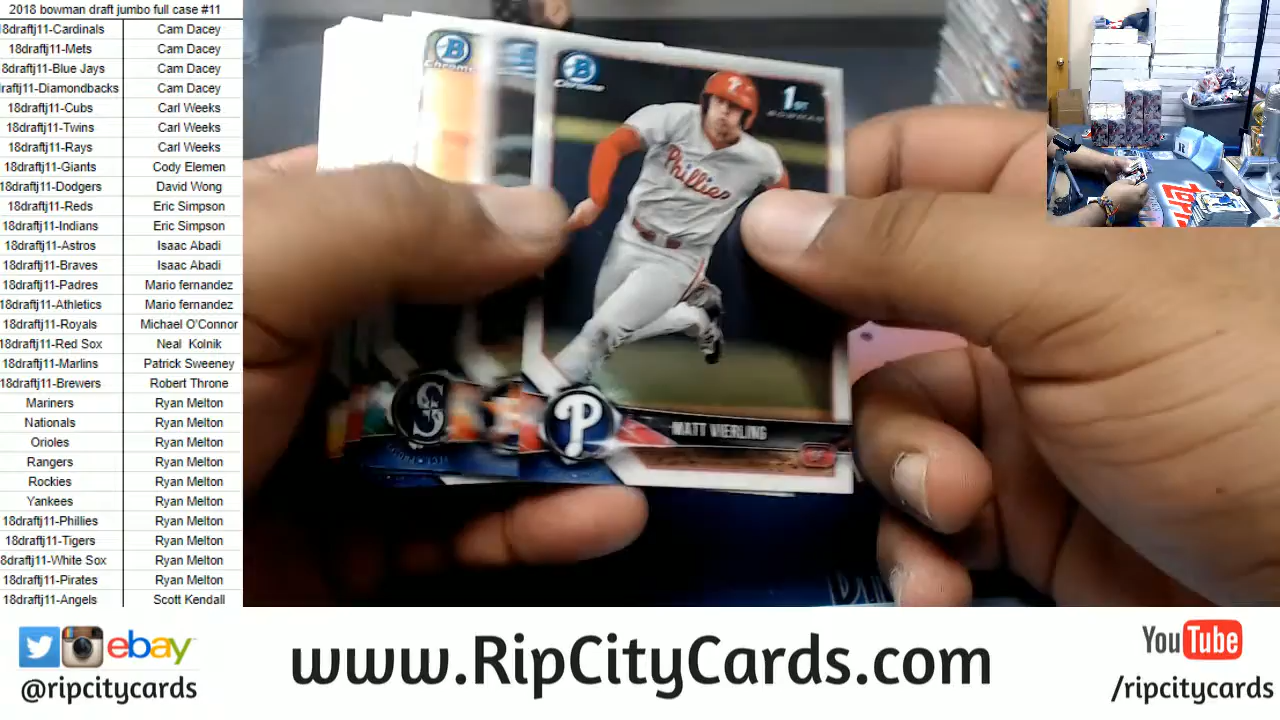 2018 bowman draft jumbo full case #11
18draftj11-Cardinals Cam Dacey
18draftj11-Mets Cam Dacey
8draftj11-Blue Jays Cam Dacey
raftj11-Diamondbacks Cam Dacey
18draftj11-Cubs Carl Weeks
18draftj11-Twins Carl Weeks
18draftj11-Rays Carl Weeks
18draftj11-Giants Cody Elemen
18draftj11-Dodgers David Wong
18draftj11-Reds Eric Simpson
18draftj11-Indians Eric Simpson
18draftj11-Astros Isaac Abadi
18draftj11-Braves Isaac Abadi
18draftj11-Padres Mario fernandez
18draftj11-Athletics Mario fernandez
18draftj11-Royals Michael O'Connor
18draftj11-Red Sox Neal Kolnik
18draftj11-Marlins Patrick Sweeney
18draftj11-Brewers Robert Throne
Mariners Ryan Melton
Nationals Ryan Melton
Orioles Ryan Melton
Rangers Ryan Melton
Rockies Ryan Melton
Yankees Ryan Melton
18draftj11-Phillies Ryan Melton
18draftj11-Tigers Ryan Melton
8draftj11-White Sox Ryan Melton
18draftj11-Pirates Ryan Melton
18draftj11-Angels Scott Kendall
B
Chrome
B
Chrome
1ST
BOWMAN
P
Phillies
S
P
MATT VIERLING
R
ebay
@ripcitycards
www.RipCityCards.com
YouTube
/ripcitycards